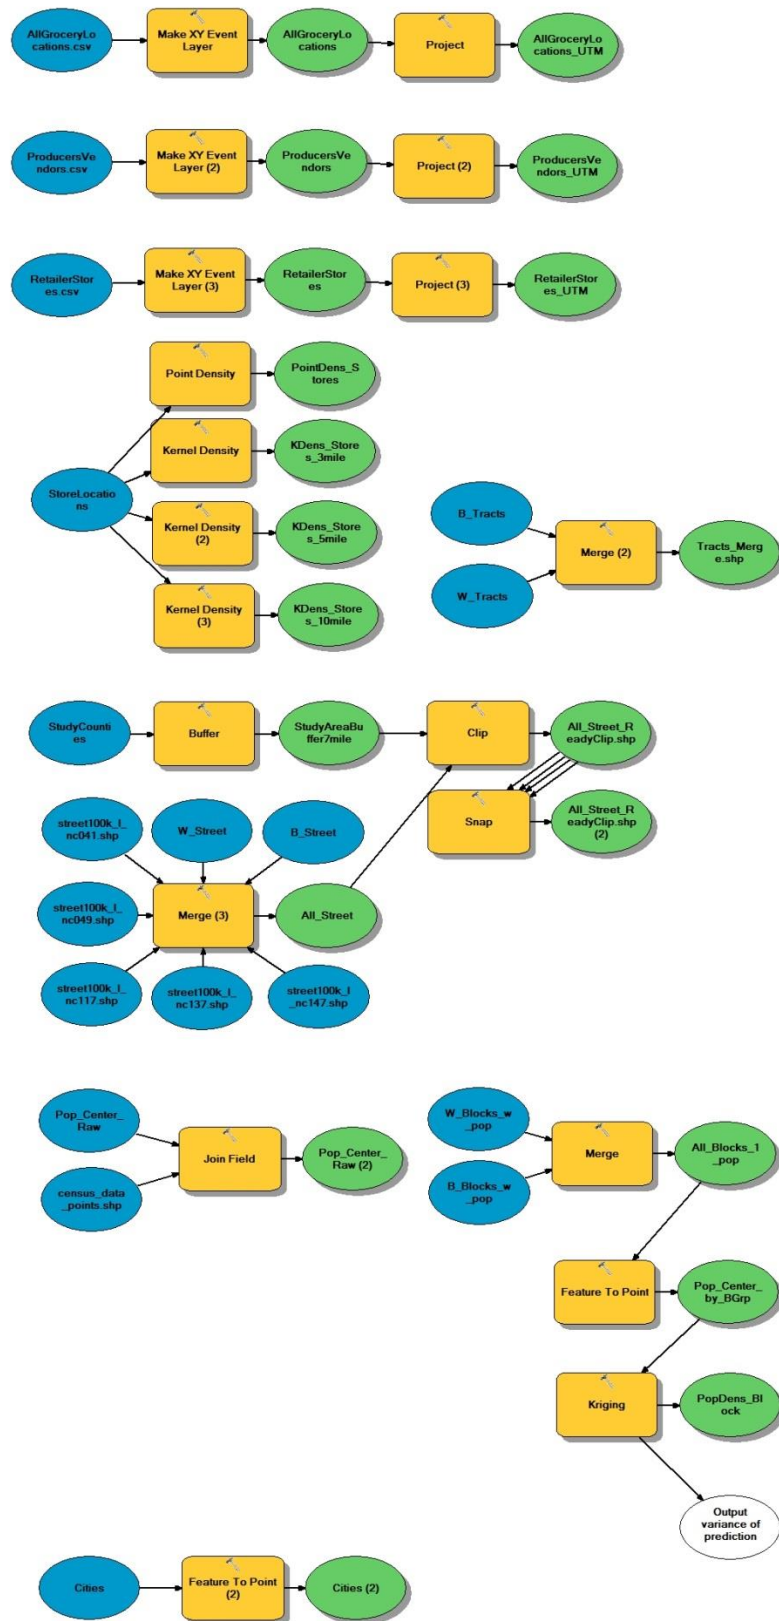 AllGroceryLo
cations.csv
Make XY Event
Layer
AllGroceryLo
cations
Project
AllGroceryLo
cations_UTM
ProducersVe
ndors.csv
Make XY Event
Layer (2)
ProducersVe
ndors
Project (2)
ProducersVe
ndors_UTM
RetailerStor
es.csv
Make XY Event
Layer (3)
RetailerStor
es
Project (3)
RetailerStor
es_UTM
Point Density
PointDens_S
tores
Kernel Density
KDens_Store
s_3mile
StoreLocatio
ns
Kernel Density
(2)
KDens_Store
s_5mile
Kernel Density
(3)
KDens_Store
s_10mile
B_Tracts
W_Tracts
Merge (2)
Tracts_Merg
e.shp
StudyCounti
es
Buffer
StudyAreaBu
ffer7mile
Clip
All_Street_R
eadyClip.shp
Snap
All_Street_R
eadyClip.shp
(2)
street100k_l_
nc041.shp
W_Street
B_Street
street100k_l_
nc049.shp
Merge (3)
All_Street
street100k_l_
nc117.shp
street100k_l_
nc137.shp
street100k_l
_nc147.shp
Pop_Center_
Raw
census_data
_points.shp
Join Field
Pop_Center_
Raw (2)
W_Blocks_w
_pop
B_Blocks_w
_pop
Merge
All_Blocks_1
_pop
Feature To Point
Pop_Center_
by_BGrp
Kriging
PopDens_Bl
ock
Output
variance of
prediction
Cities
Feature To Point
(2)
Cities (2)